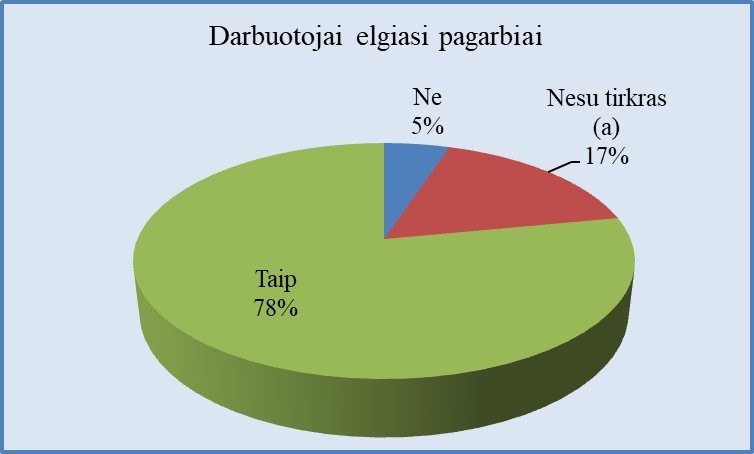 Darbuotojai elgiasi pagarbiai
Ne
5%
Nesu tirkras
(a)
17%
Taip
78%